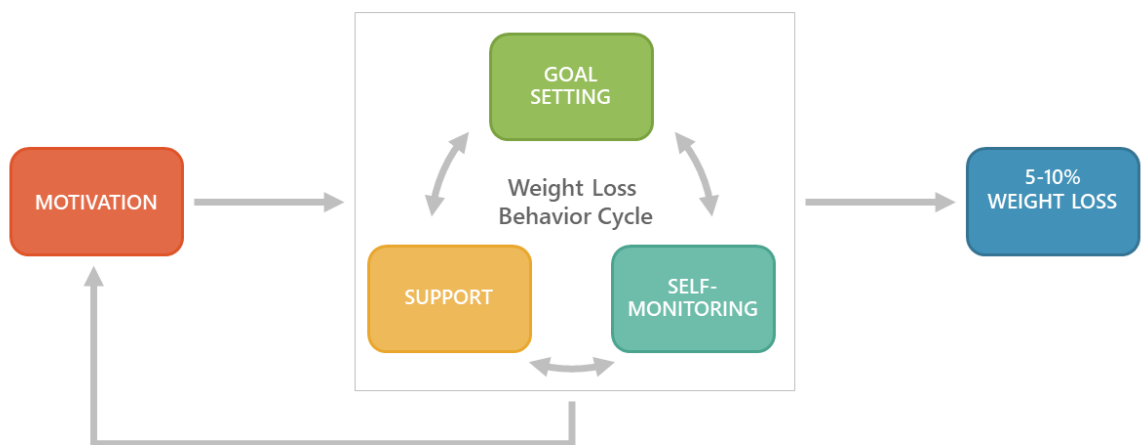 GOAL
SETTING
MOTIVATION
Weight Loss
Behavior Cycle
5-10%
WEIGHT LOSS
SUPPORT
SELF-
MONITORING